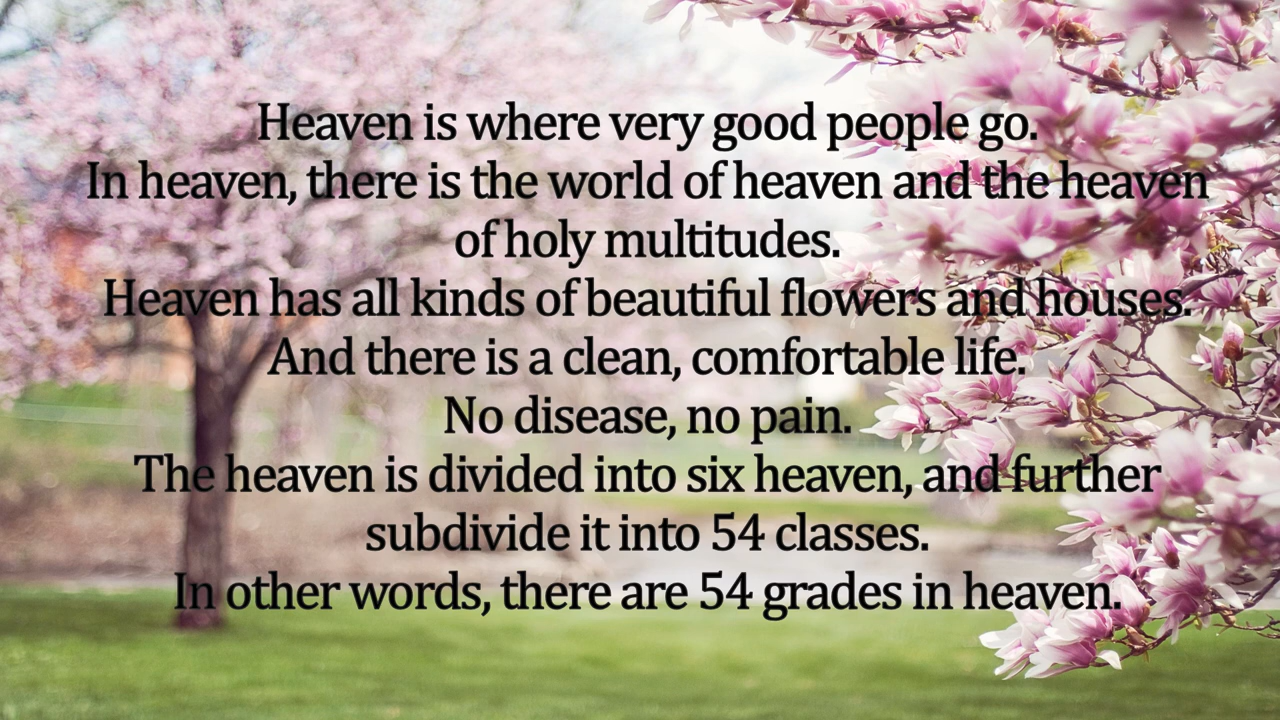 Heaven is where very good people go.
In heaven, there is the world of heaven and the heaven
of holy multitudes.
Heaven has all kinds of beautiful flowers and houses.
And there is a clean, comfortable life.
No disease, no pain.
The heaven is divided into six heaven, and further
subdivide it into 54 classes.
In other words, there are 54 grades in heaven.